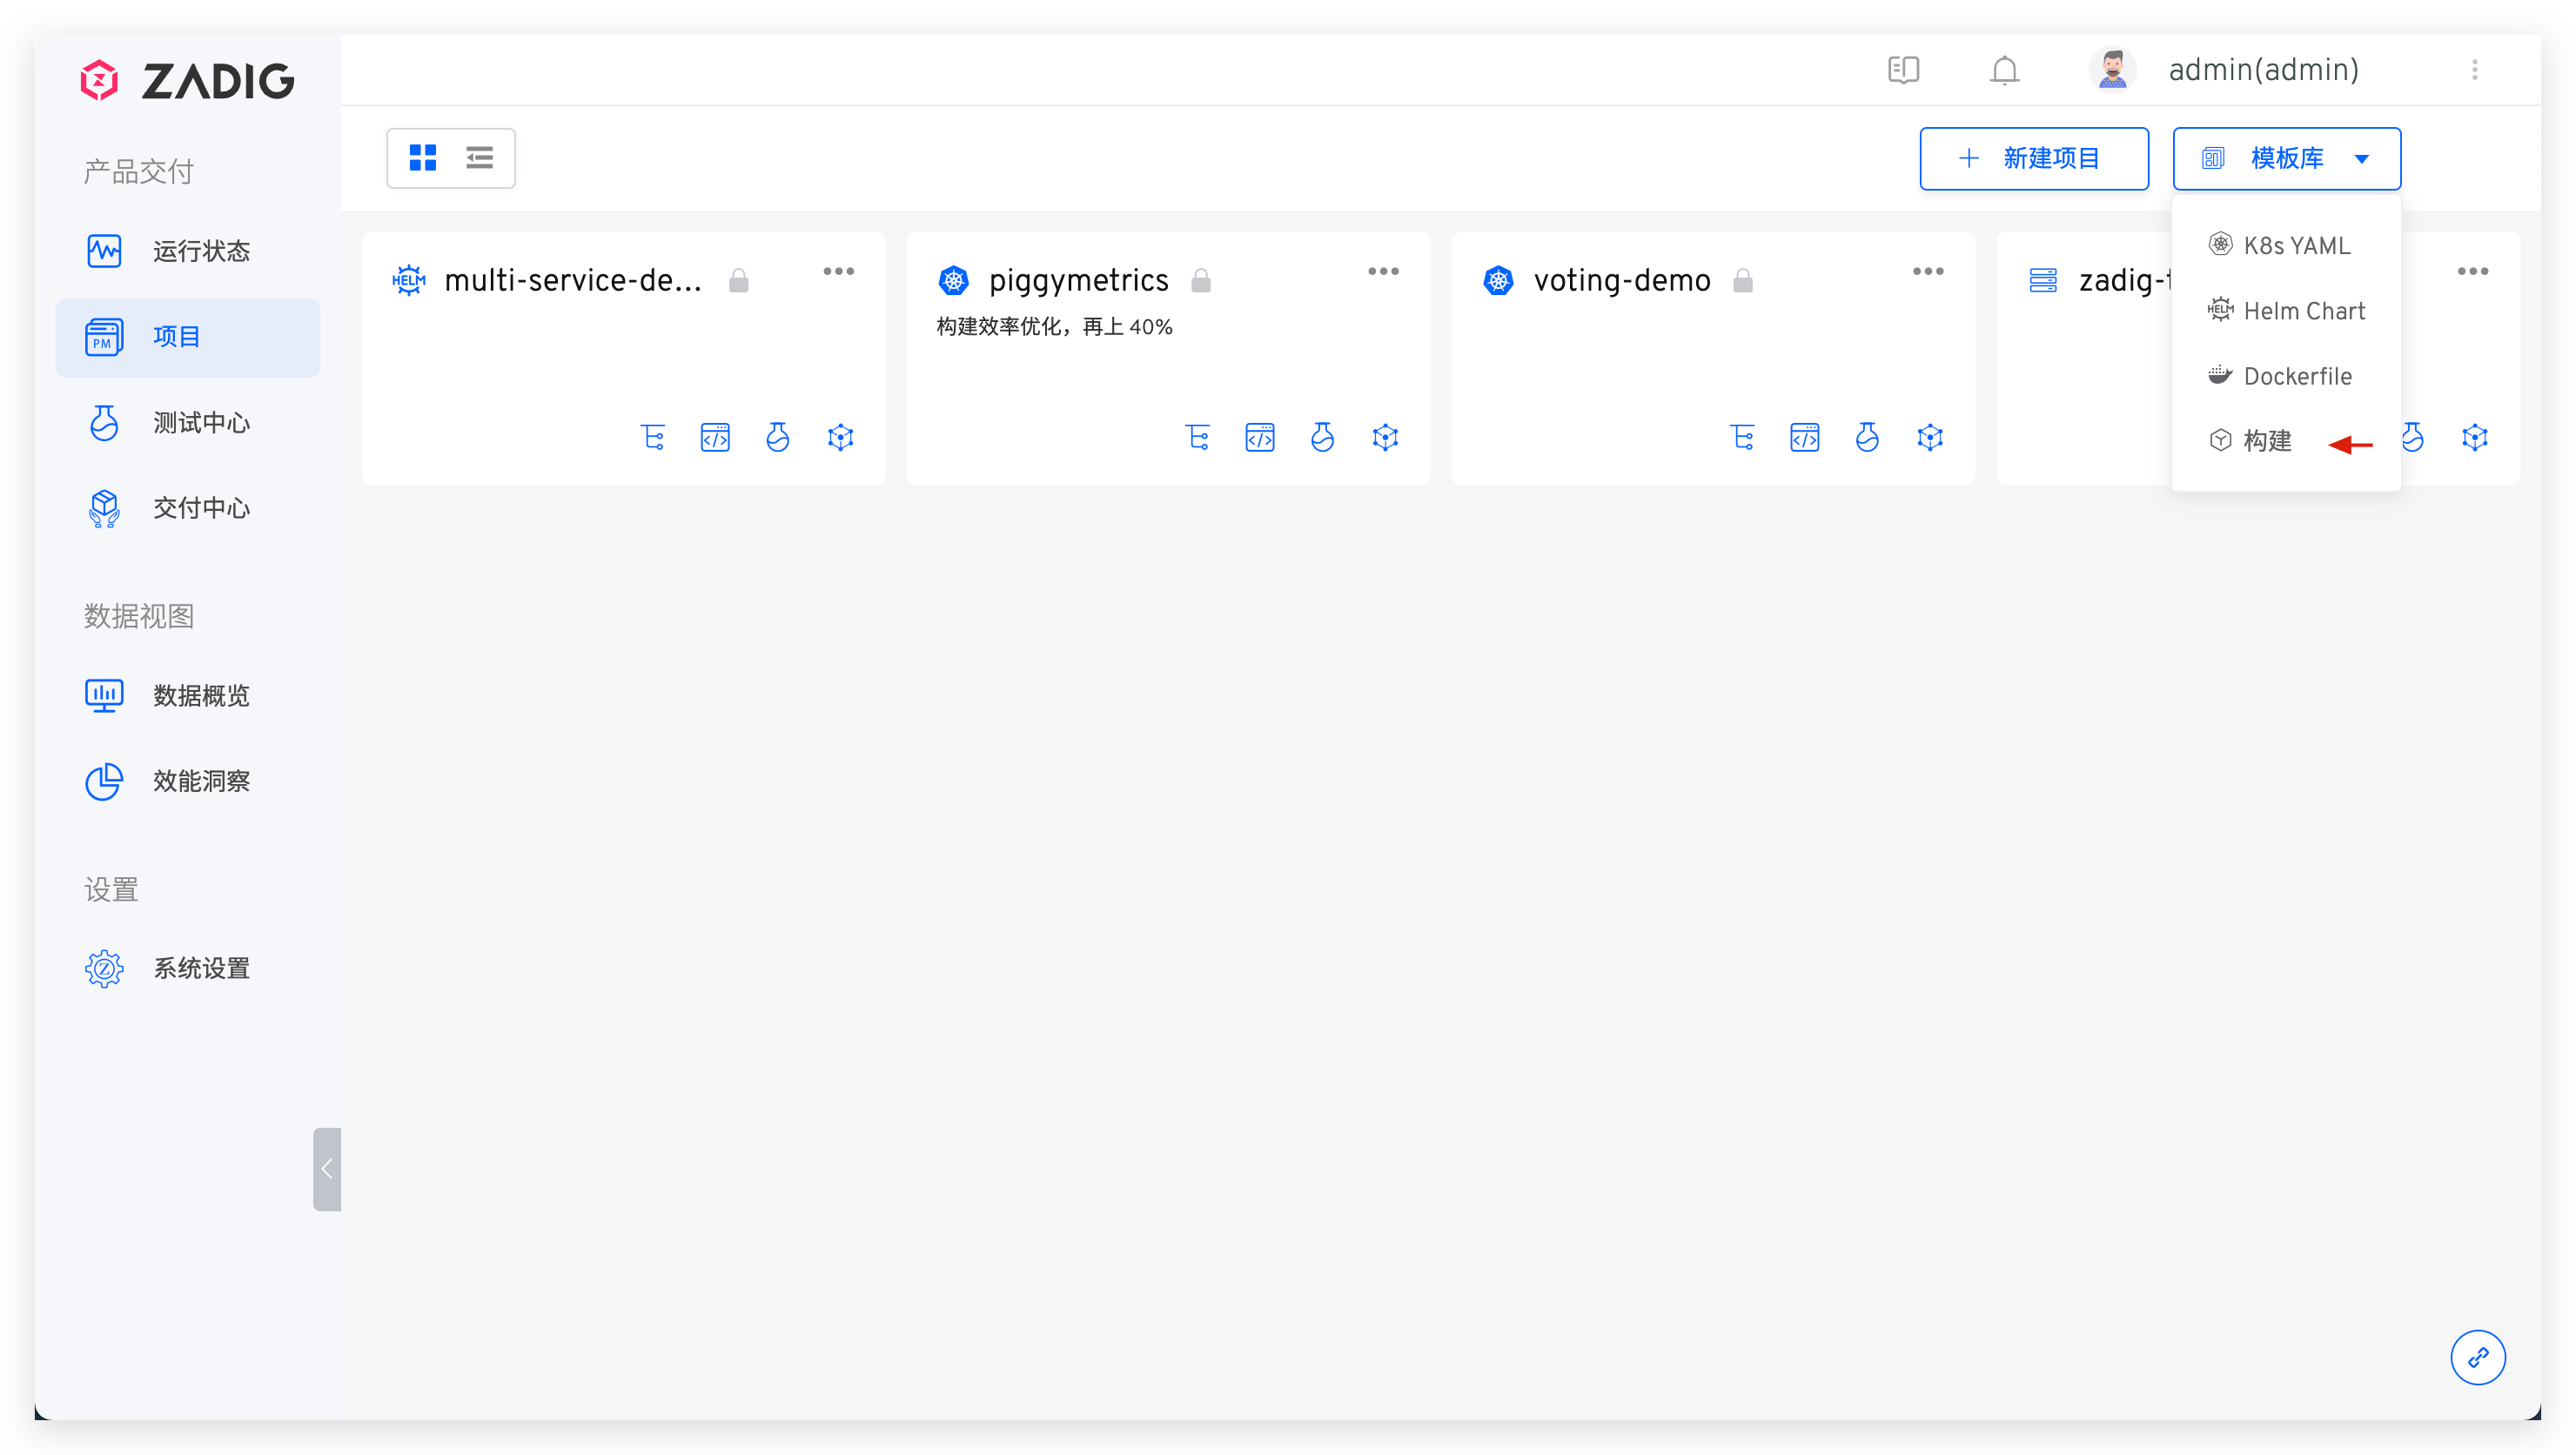 ZADIG
admin(admin)
产品交付
运行状态
项目
测试中心
交付中心
数据视图
数据概览
效能洞察
设置
系统设置
新建项目
模板库
K8s YAML
Helm Chart
Dockerfile
构建
multi-service-de...
piggymetrics
构建效率优化，再上 40%
voting-demo
zadig-
HELM
HELM
PM